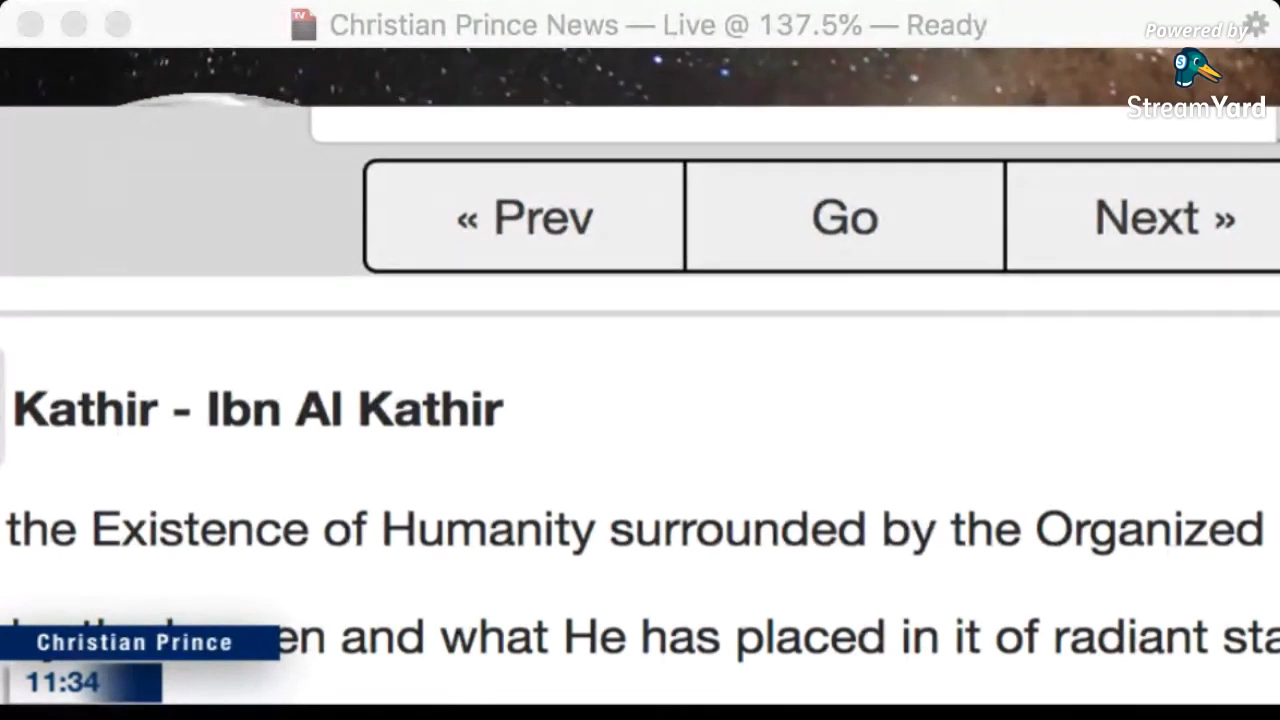 Christian Prince News — Live @ 137.5% — Ready
Powered by
StreamYard
« Prev
Go
Next »
Kathir - Ibn Al Kathir
the Existence of Humanity surrounded by the Organized
and what He has placed in it of radiant
Christian Prince
11:34